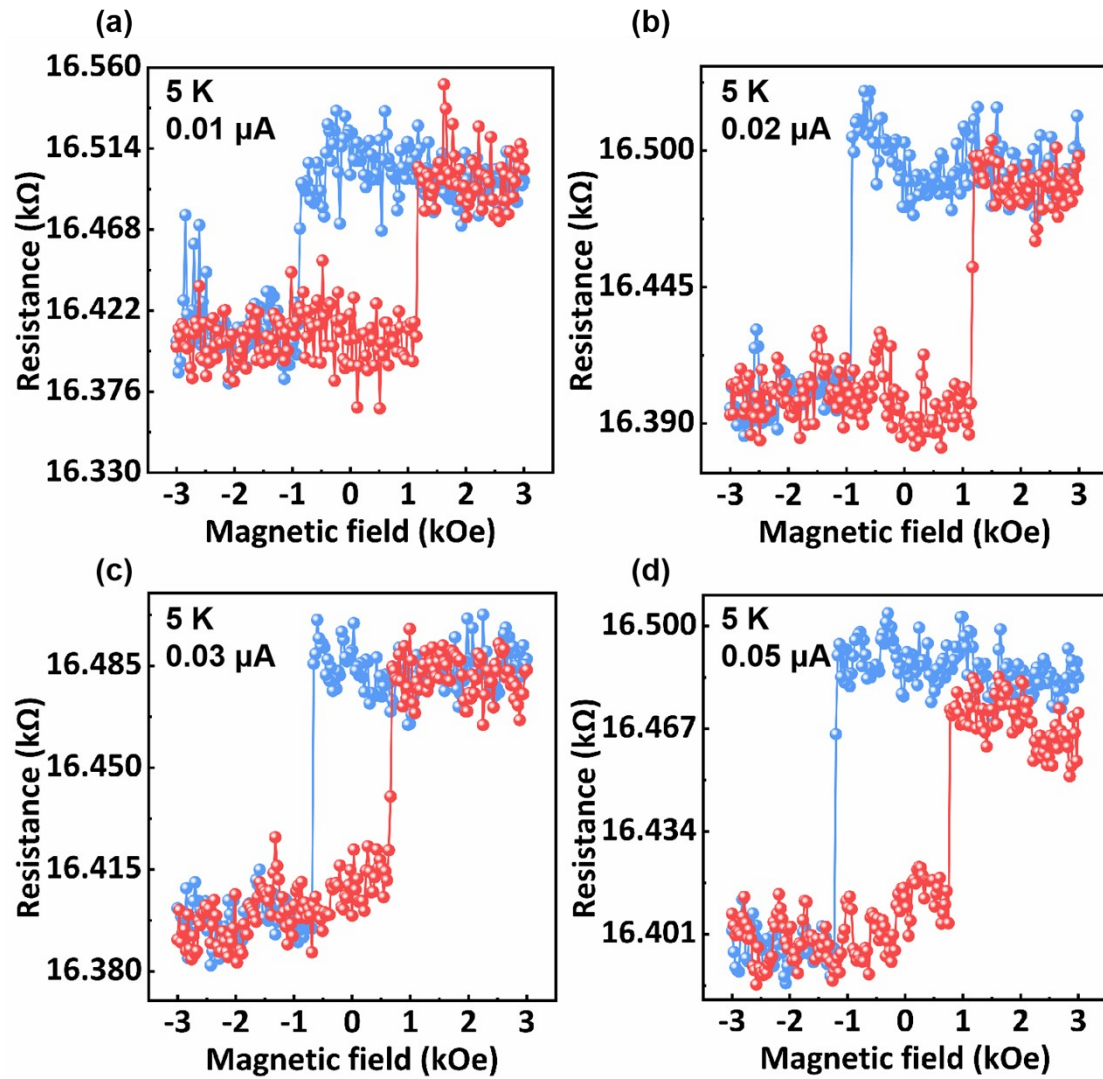 (a)
5 K
0.01 μA
16.560
16.514
16.468
16.422
16.376
16.330
Resistance (kΩ)
-3 -2 -1 0 1 2 3
Magnetic field (kOe)
(b)
5 K
0.02 μA
16.500
16.445
16.390
Resistance (kΩ)
-3 -2 -1 0 1 2 3
Magnetic field (kOe)
(c)
5 K
0.03 μA
16.485
16.450
16.415
16.380
Resistance (kΩ)
-3 -2 -1 0 1 2 3
Magnetic field (kOe)
(d)
5 K
0.05 μA
16.500
16.467
16.434
16.401
Resistance (kΩ)
-3 -2 -1 0 1 2 3
Magnetic field (kOe)